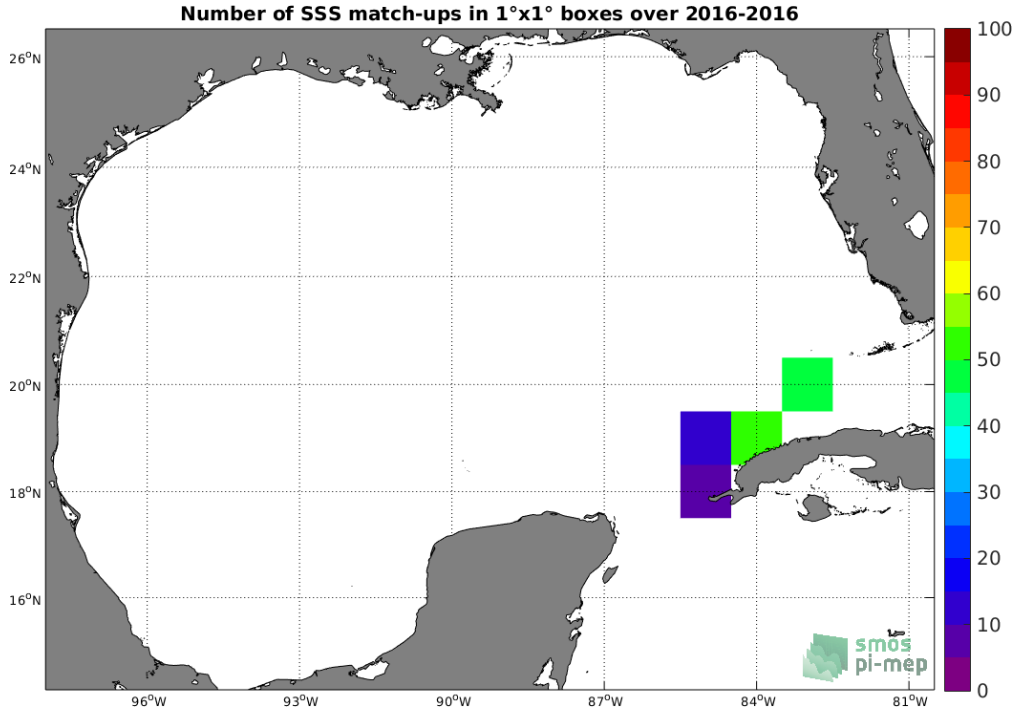 Number of SSS match-ups in 1°x1° boxes over 2016-2016
26°N
24°N
22°N
20°N
18°N
16°N
96°W
93°W
90°W
87°W
84°W
81°W
100
90
80
70
60
50
40
30
20
10
0
smos
pi-mep